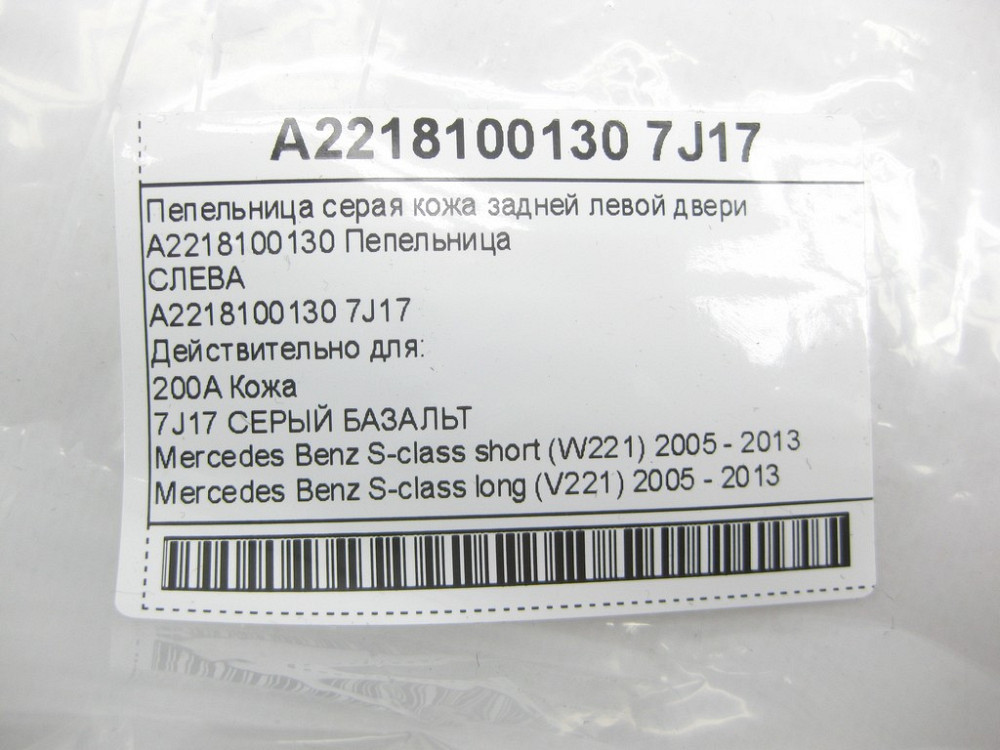 A2218100130 7J17
Пепельница серая кожа задней левой двери
A2218100130 Пепельница
СЛЕВА
A2218100130 7J17
Действительно для:
200A Кожа
7J17 СЕРЫЙ БАЗАЛЬТ
Mercedes Benz S-class short (W221) 2005 - 2013
Mercedes Benz S-class long (V221) 2005 - 2013